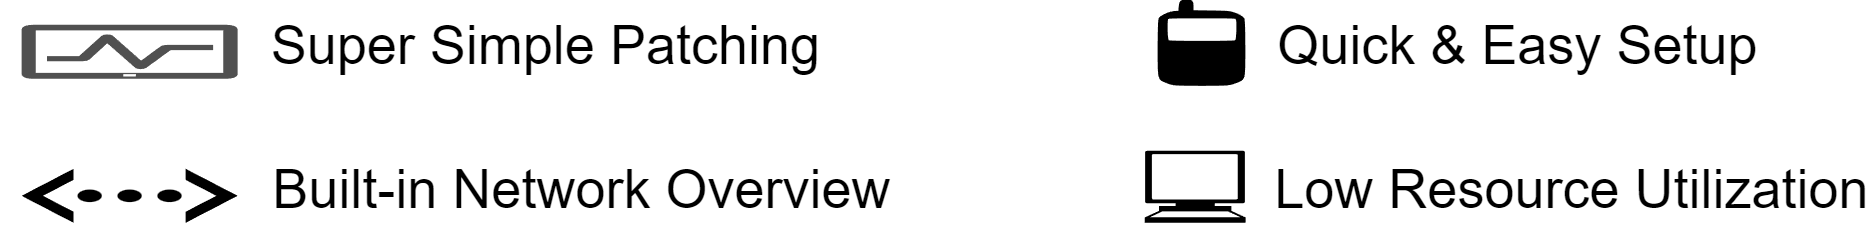 Super Simple Patching
Quick & Easy Setup
Built-in Network Overview
Low Resource Utilization